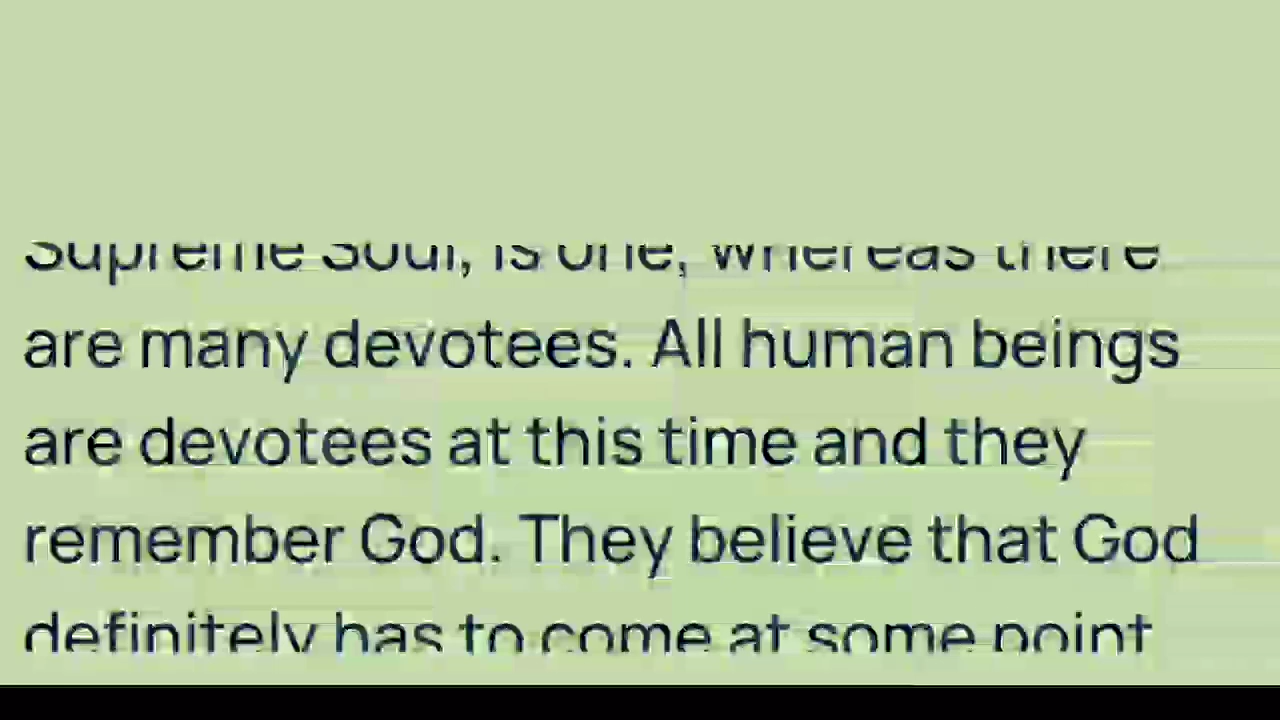 Supreme Soul, is one, whereas there
are many devotees. All human beings
are devotees at this time and they
remember God. They believe that God
definitely has to come at some point